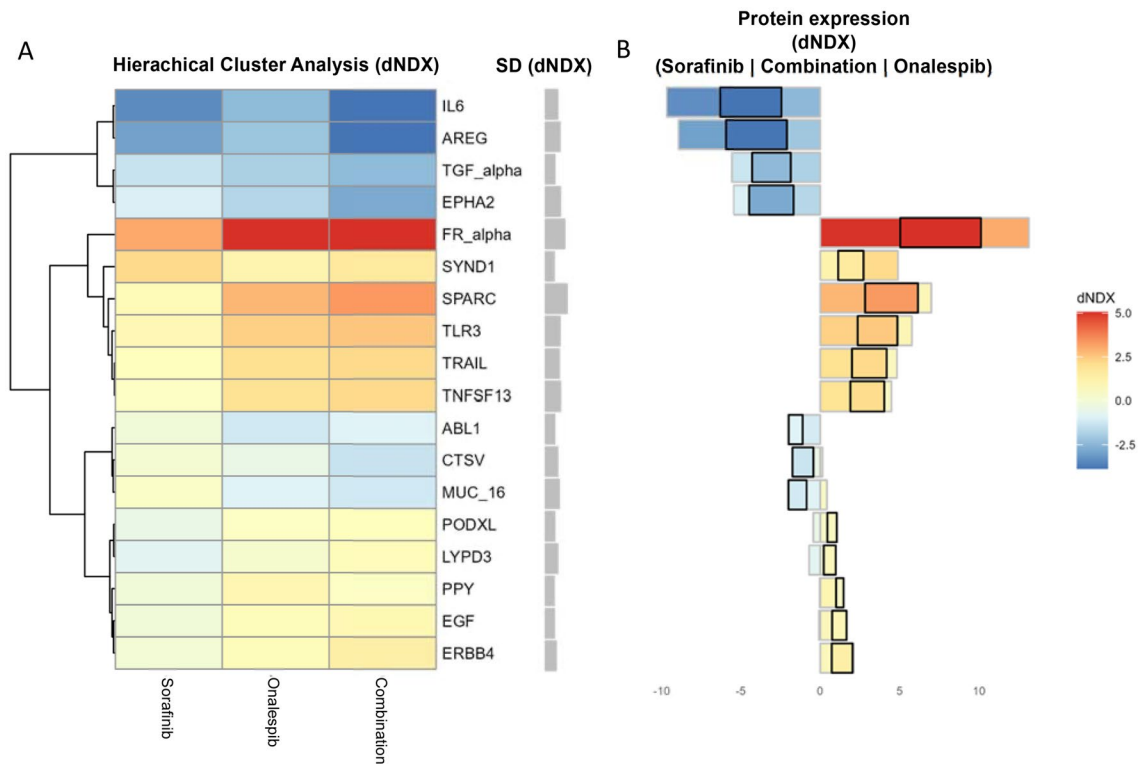 A
Hierachical Cluster Analysis (dNDX)
SD (dNDX)
IL6
AREG
TGF_alpha
EPHA2
FR_alpha
SYND1
SPARC
TLR3
TRAIL
TNFSF13
ABL1
CTSV
MUC_16
PODXL
LYPD3
PPY
EGF
ERBB4
Sorafinib
Onalespib
Combination
B
Protein expression
(dNDX)
(Sorafinib | Combination | Onalespib)
-10 -5 0 5 10
dNDX
5.0
2.5
0.0
-2.5